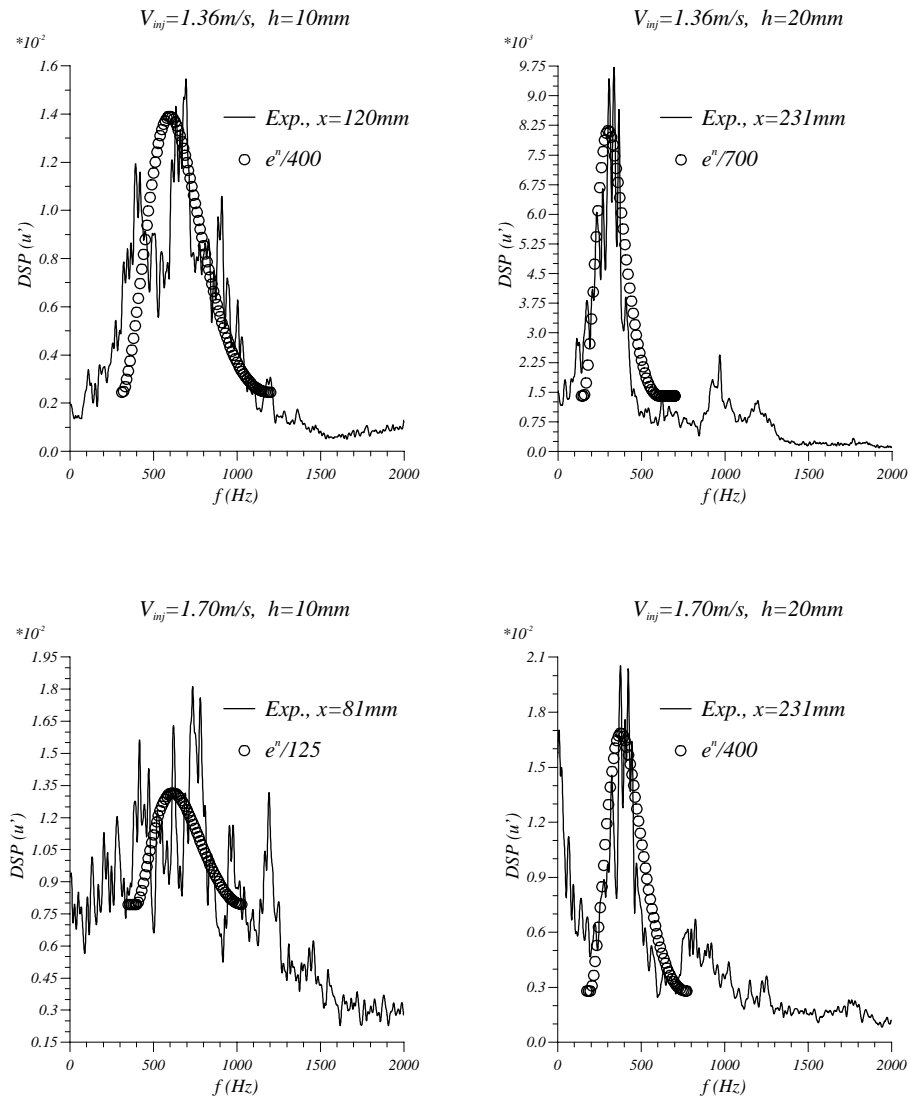 V_inj=1.36m/s, h=10mm
*10^-2
1.6
1.4
1.2
1.0
0.8
0.6
0.4
0.2
0.0
DSP (u')
0 500 1000 1500 2000
f (Hz)
Exp., x=120mm
e^n/400
V_inj=1.36m/s, h=20mm
*10^-3
9.75
9.0
8.25
7.5
6.75
6.0
5.25
4.5
3.75
3.0
2.25
1.5
0.75
0.0
DSP (u')
0 500 1000 1500 2000
f (Hz)
Exp., x=231mm
e^n/700
V_inj=1.70m/s, h=10mm
*10^-2
1.95
1.8
1.65
1.5
1.35
1.2
1.05
0.9
0.75
0.6
0.45
0.3
0.15
DSP (u')
0 500 1000 1500 2000
f (Hz)
Exp., x=81mm
e^n/125
V_inj=1.70m/s, h=20mm
*10^-2
2.1
1.8
1.5
1.2
0.9
0.6
0.3
0.0
DSP (u')
0 500 1000 1500 2000
f (Hz)
Exp., x=231mm
e^n/400